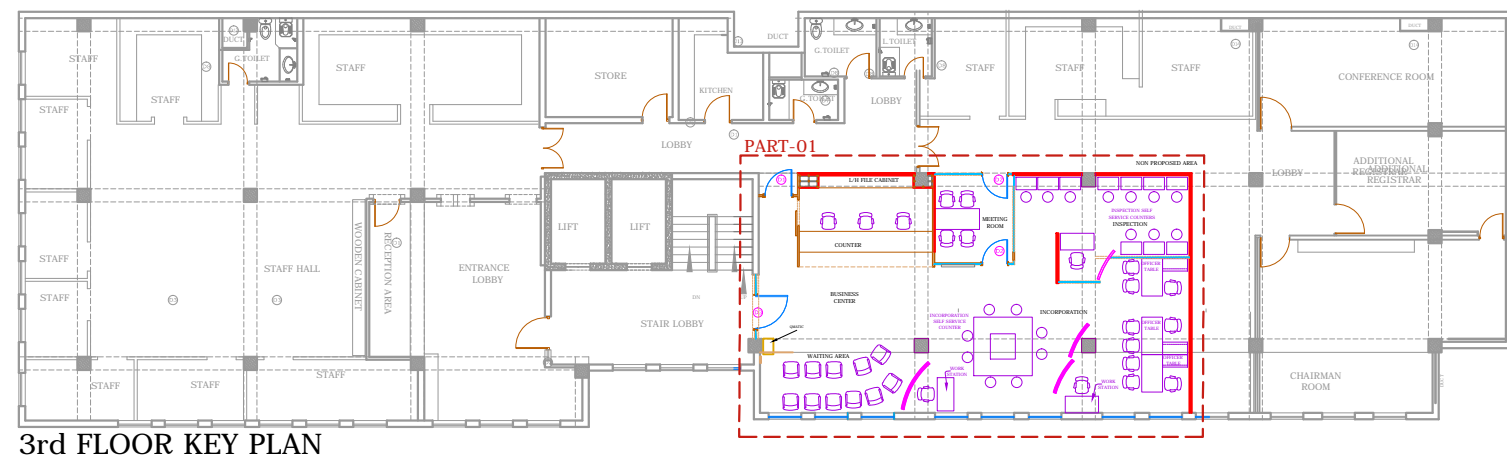 DUCT
G.TOILET
STAFF
STAFF
STAFF
STAFF
STORE
KITCHEN
DUCT
G.TOILET
L.TOILET
G.TOILET
LOBBY
LOBBY
STAFF
STAFF
STAFF
DUCT
DUCT
CONFERENCE ROOM
LOBBY
ADDITIONAL
REGISTRAR
ADDITIONAL
REGISTRAR
PART-01
NON PROPOSED AREA
L/H FILE CABINET
COUNTER
MEETING
ROOM
INSPECTION SELF
SERVICE COUNTERS
INSPECTION
OFFICER
TABLE
OFFICER
TABLE
OFFICER
TABLE
BUSINESS
CENTER
INCORPORATION
SELF SERVICE
COUNTER
INCORPORATION
WAITING AREA
WORK
STATION
WORK
STATION
LIFT
LIFT
DN
STAIR LOBBY
ENTRANCE
LOBBY
RECEPTION AREA
WOODEN CABINET
STAFF HALL
STAFF
STAFF
STAFF
STAFF
STAFF
CHAIRMAN
ROOM
DUCT
3rd FLOOR KEY PLAN